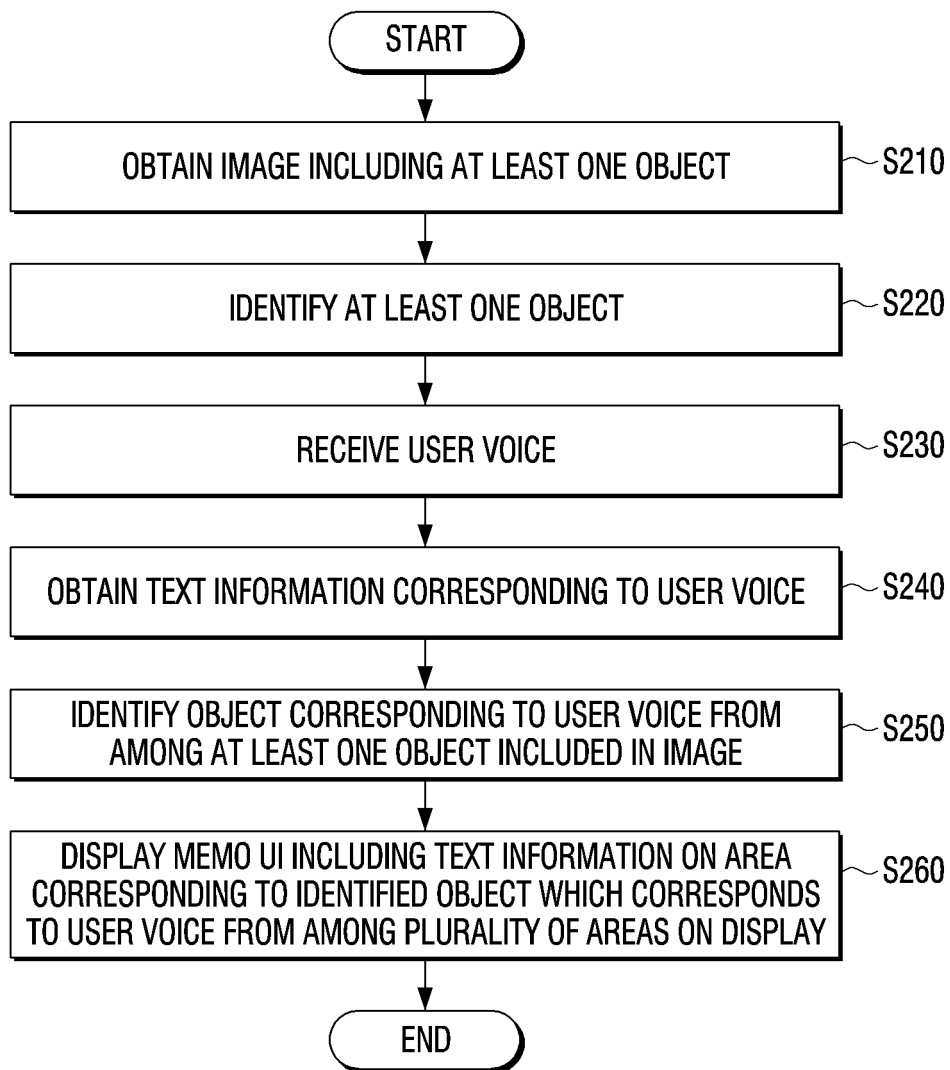 START
OBTAIN IMAGE INCLUDING AT LEAST ONE OBJECT
S210
IDENTIFY AT LEAST ONE OBJECT
S220
RECEIVE USER VOICE
S230
OBTAIN TEXT INFORMATION CORRESPONDING TO USER VOICE
S240
IDENTIFY OBJECT CORRESPONDING TO USER VOICE FROM
AMONG AT LEAST ONE OBJECT INCLUDED IN IMAGE
S250
DISPLAY MEMO UI INCLUDING TEXT INFORMATION ON AREA
CORRESPONDING TO IDENTIFIED OBJECT WHICH CORRESPONDS
TO USER VOICE FROM AMONG PLURALITY OF AREAS ON DISPLAY
S260
END